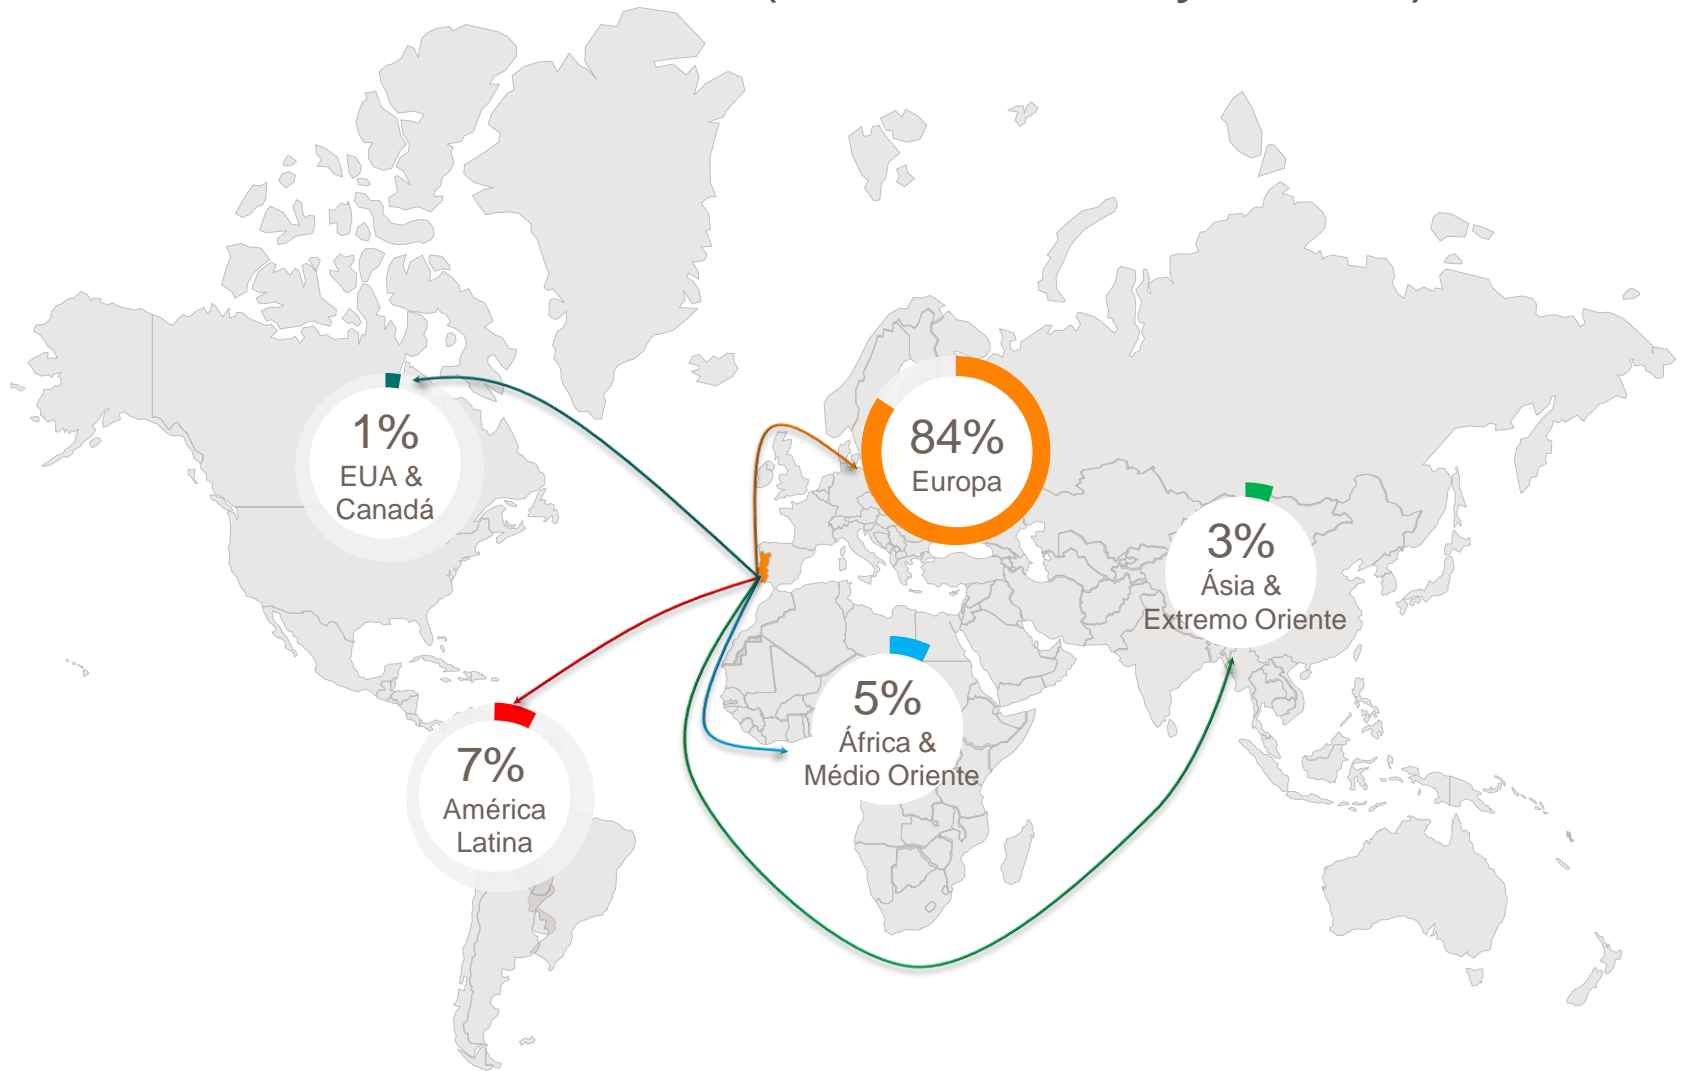 84%
Europa
1%
EUA &
Canadá
3%
Ásia &
Extremo Oriente
5%
África &
Médio Oriente
7%
América
Latina